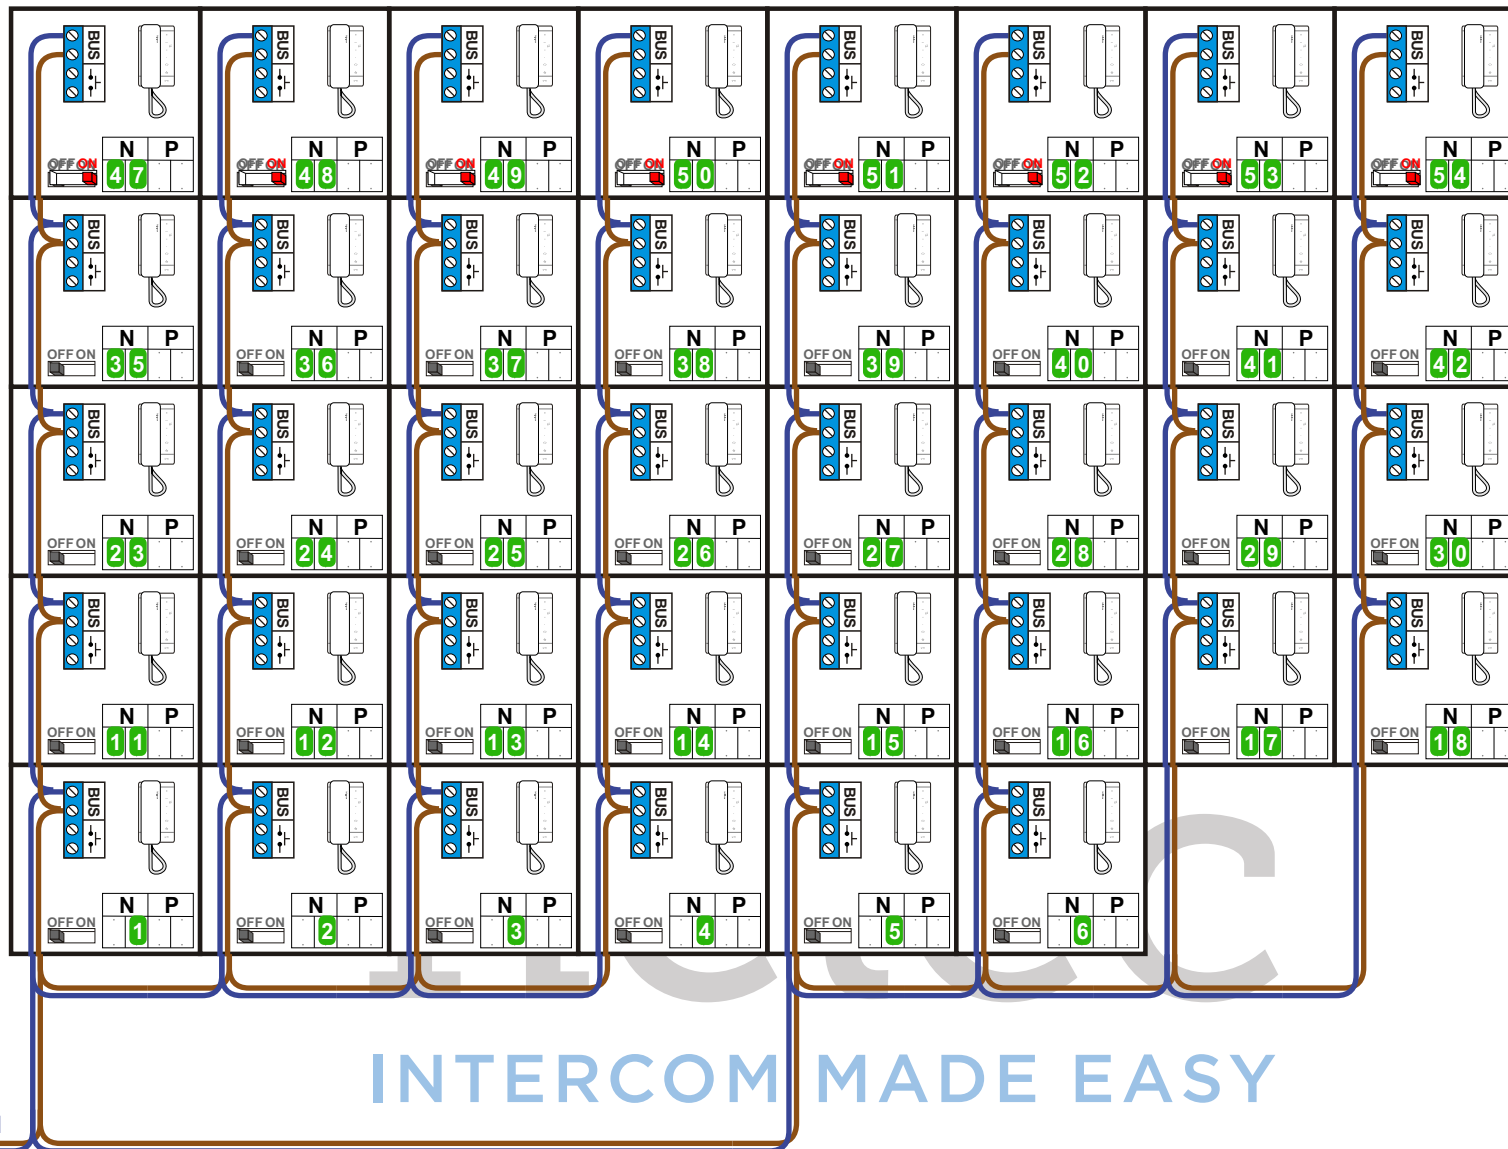 BUS BUS BUS BUS BUS BUS BUS BUS
N P N P N P N P N P N P N P N P
OFF ON 47 OFF ON 48 OFF ON 49 OFF ON 50 OFF ON 51 OFF ON 52 OFF ON 53 OFF ON 54
BUS BUS BUS BUS BUS BUS BUS BUS
N P N P N P N P N P N P N P N P
OFF ON 35 OFF ON 36 OFF ON 37 OFF ON 38 OFF ON 39 OFF ON 40 OFF ON 41 OFF ON 42
BUS BUS BUS BUS BUS BUS BUS BUS
N P N P N P N P N P N P N P N P
OFF ON 23 OFF ON 24 OFF ON 25 OFF ON 26 OFF ON 27 OFF ON 28 OFF ON 29 OFF ON 30
BUS BUS BUS BUS BUS BUS BUS BUS
N P N P N P N P N P N P N P N P
OFF ON 11 OFF ON 12 OFF ON 13 OFF ON 14 OFF ON 15 OFF ON 16 OFF ON 17 OFF ON 18
BUS BUS BUS BUS BUS BUS
N P N P N P N P N P N P
OFF ON 1 OFF ON 2 OFF ON 3 OFF ON 4 OFF ON 5 OFF ON 6
INTERCOM MADE EASY